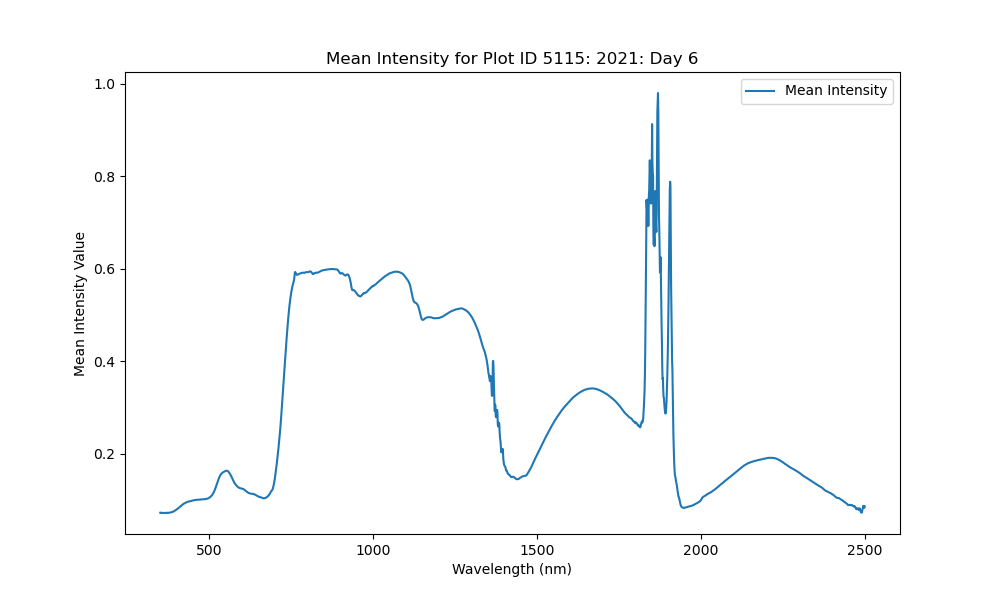 Mean Intensity for Plot ID 5115: 2021: Day 6
Mean Intensity
Mean Intensity Value
1.0
0.8
0.6
0.4
0.2
500 1000 1500 2000 2500
Wavelength (nm)